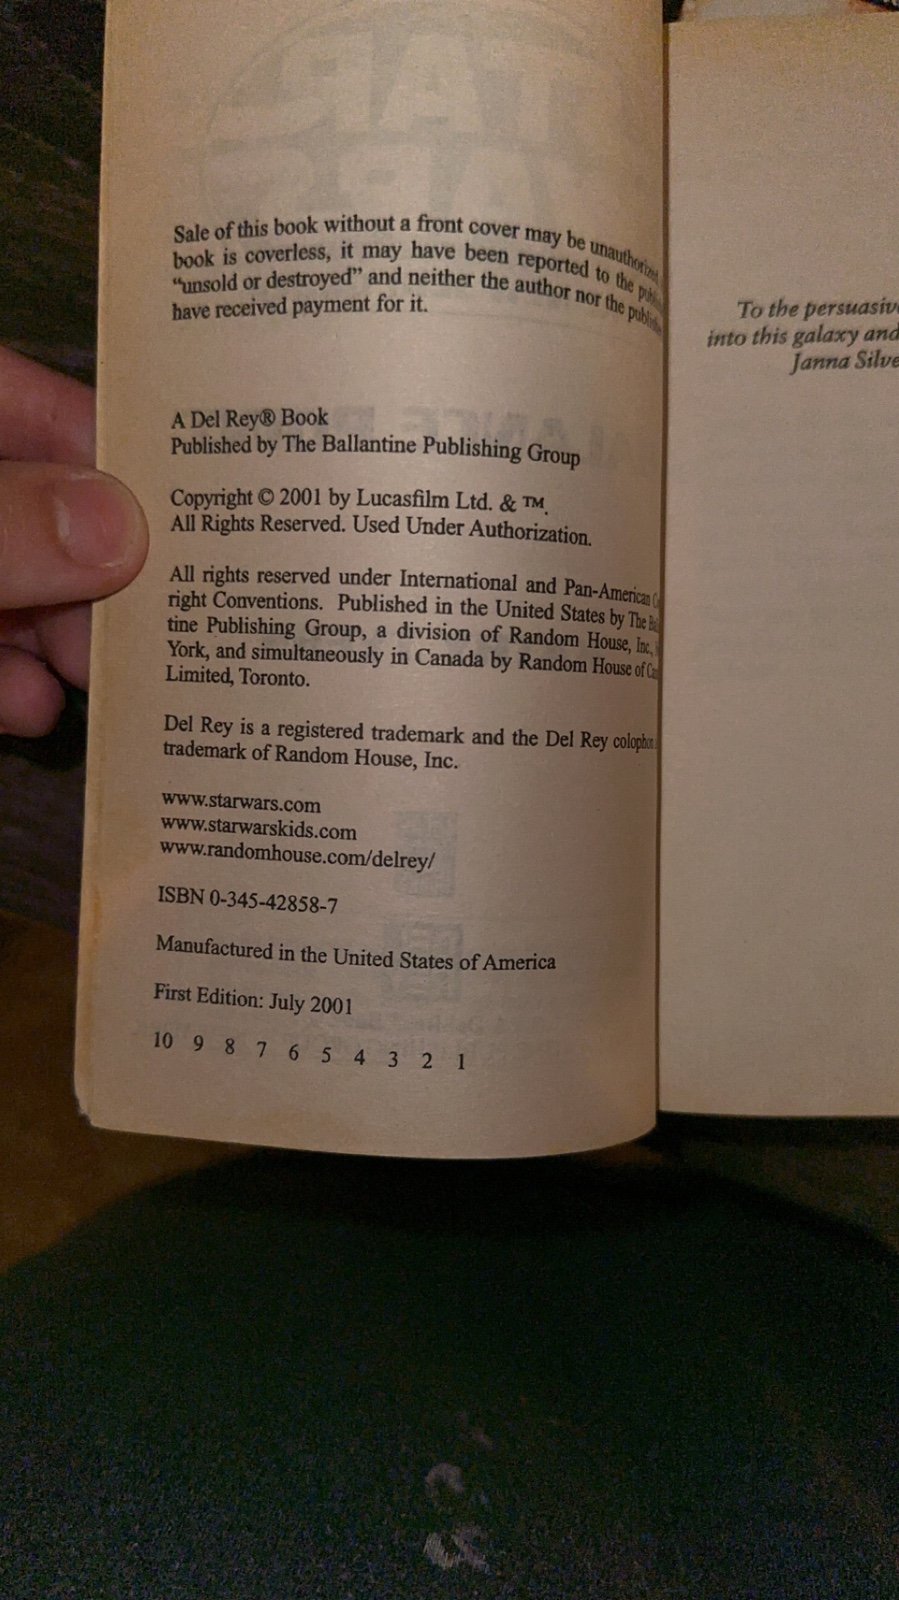 Sale of this book without a front cover may be
book is coverless, it may have been reported to the
“unsold or destroyed” and neither the author nor the
have received payment for it.
A Del Rey® Book
Published by The Ballantine Publishing Group
Copyright © 2001 by Lucasfilm Ltd. & ™.
All Rights Reserved. Used Under Authorization.
All rights reserved under International and Pan-American
right Conventions. Published in the United States by The
tine Publishing Group, a division of Random House, Inc.,
York, and simultaneously in Canada by Random House of
Limited, Toronto.
Del Rey is a registered trademark and the Del Rey colophon
trademark of Random House, Inc.
www.starwars.com
www.starwarskids.com
www.randomhouse.com/delrey/
ISBN 0-345-42858-7
Manufactured in the United States of America
First Edition: July 2001
10 9 8 7 6 5 4 3 2 1
To the persuasive
into this galaxy and
Janna Silve